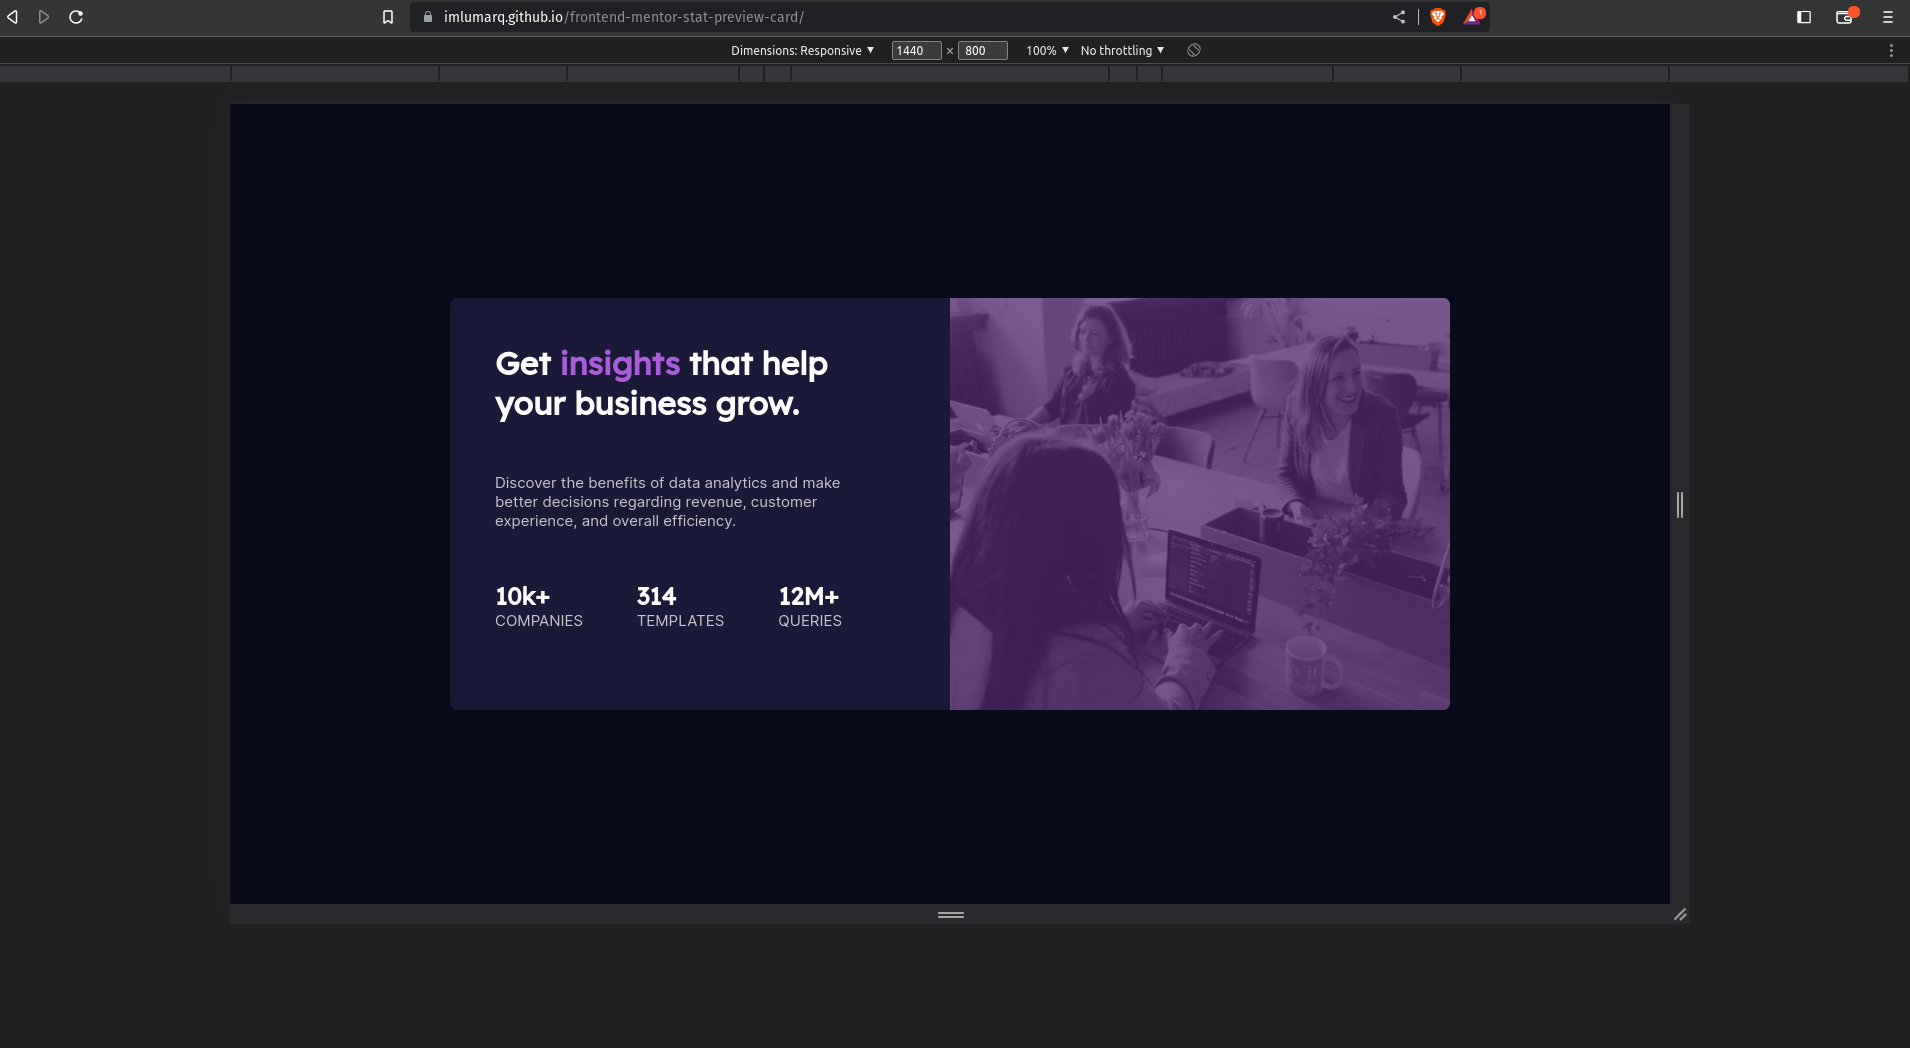 imlumarq.github.io/frontend-mentor-stat-preview-card/
1
Dimensions: Responsive ▼ 1440 × 800 100% ▼ No throttling ▼
Get insights that help
your business grow.
Discover the benefits of data analytics and make
better decisions regarding revenue, customer
experience, and overall efficiency.
10k+ 314 12M+
COMPANIES TEMPLATES QUERIES